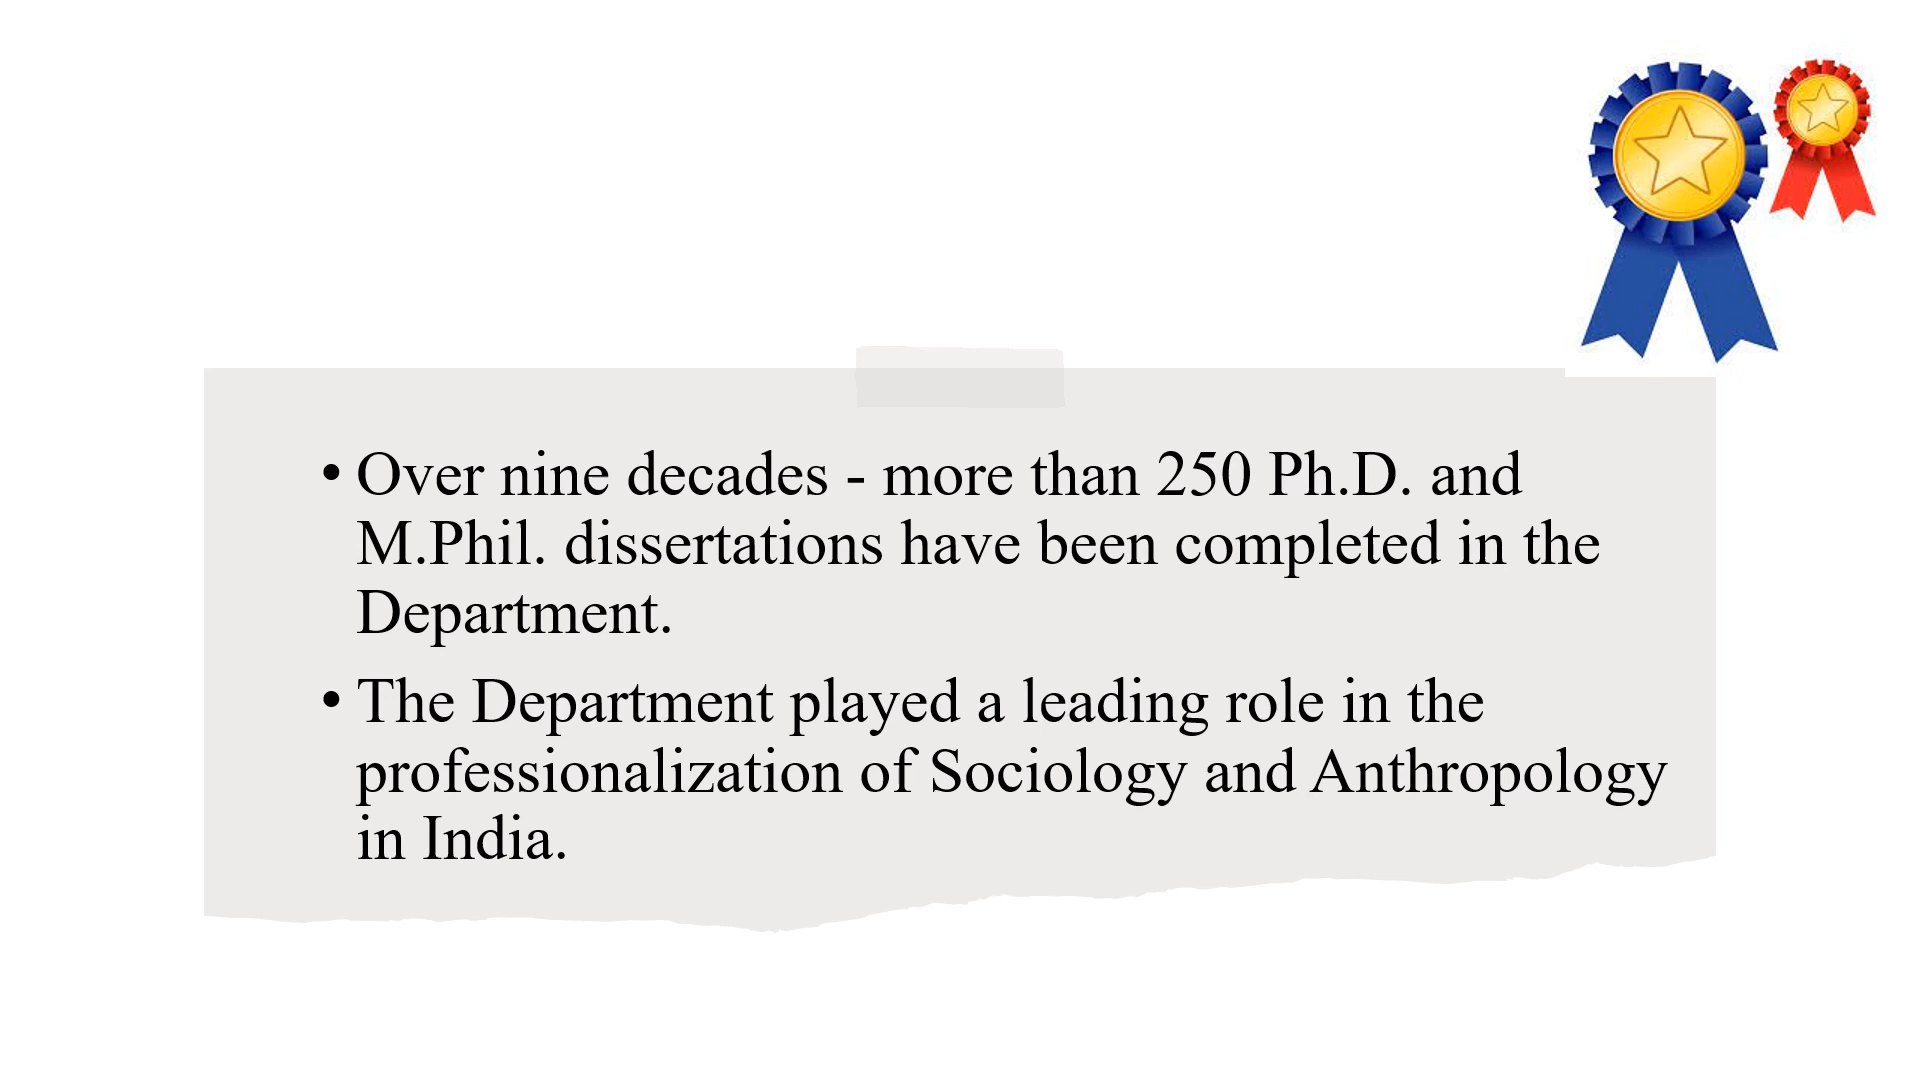 • Over nine decades - more than 250 Ph.D. and
M.Phil. dissertations have been completed in the
Department.
• The Department played a leading role in the
professionalization of Sociology and Anthropology
in India.